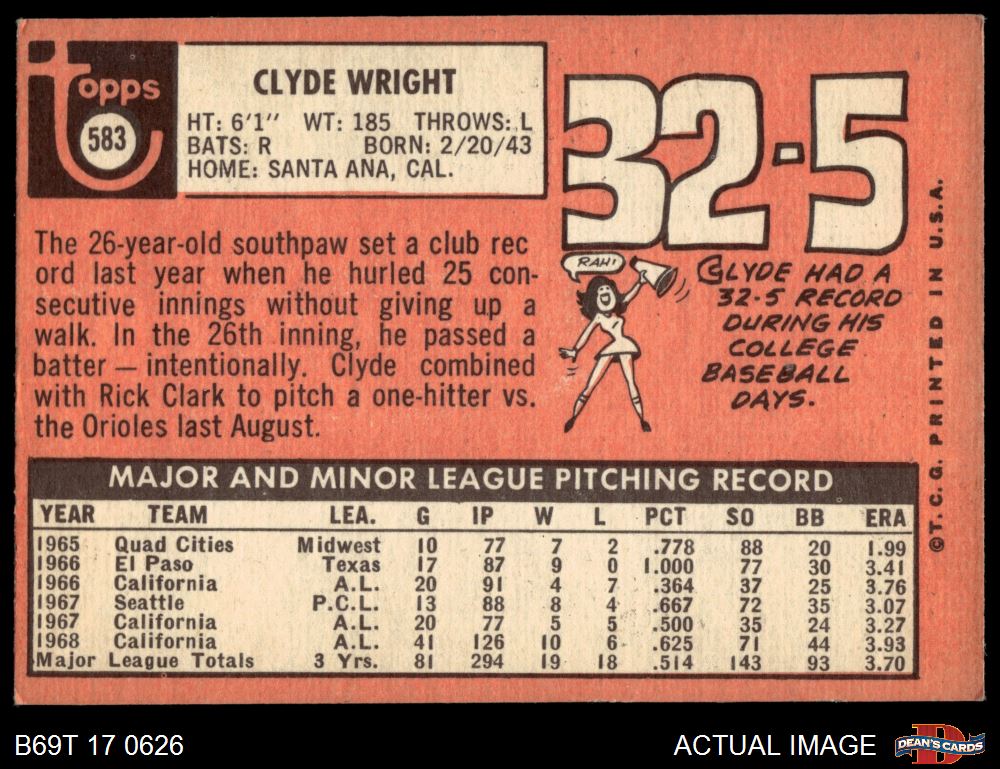 topps
583
CLYDE WRIGHT
HT: 6'1" WT: 185 THROWS: L
BATS: R BORN: 2/20/43
HOME: SANTA ANA, CAL.
The 26-year-old southpaw set a club rec
ord last year when he hurled 25 con-
secutive innings without giving up a
walk. In the 26th inning, he passed a
batter — intentionally. Clyde combined
with Rick Clark to pitch a one-hitter vs.
the Orioles last August.
32-5
RAH!
CLYDE HAD A
32-5 RECORD
DURING HIS
COLLEGE
BASEBALL
DAYS.
©T.C.G. PRINTED IN U.S.A.
MAJOR AND MINOR LEAGUE PITCHING RECORD
YEAR TEAM LEA. G IP W L PCT SO BB ERA
1965 Quad Cities Midwest 10 77 7 2 .778 88 20 1.99
1966 El Paso Texas 17 87 9 0 1.000 77 30 3.41
1966 California A.L. 20 91 4 7 .364 37 25 3.76
1967 Seattle P.C.L. 13 88 8 4 .667 72 35 3.07
1967 California A.L. 20 77 5 5 .500 35 24 3.27
1968 California A.L. 41 126 10 6 .625 71 44 3.93
Major League Totals 3 Yrs. 81 294 19 18 .514 143 93 3.70
B69T 17 0626
ACTUAL IMAGE
DEAN'S CARDS